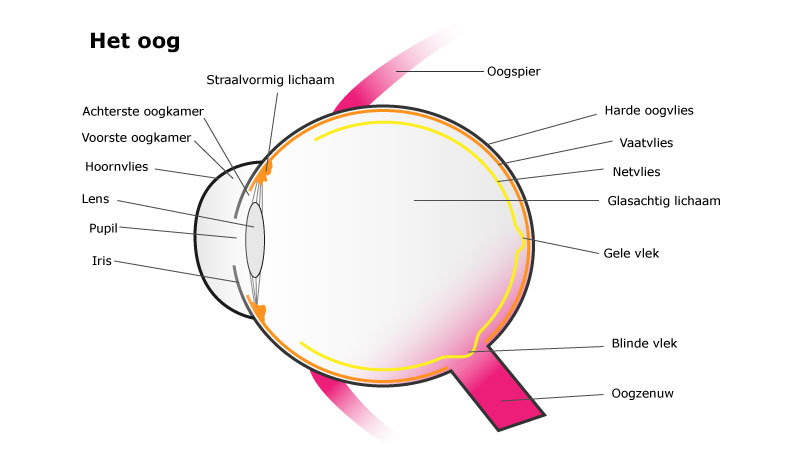 Het oog
Straalvormig lichaam
Achterste oogkamer
Voorste oogkamer
Hoornvlies
Lens
Pupil
Iris
Oogspier
Harde oogvlies
Vaatvlies
Netvlies
Glasachtig lichaam
Gele vlek
Blinde vlek
Oogzenuw